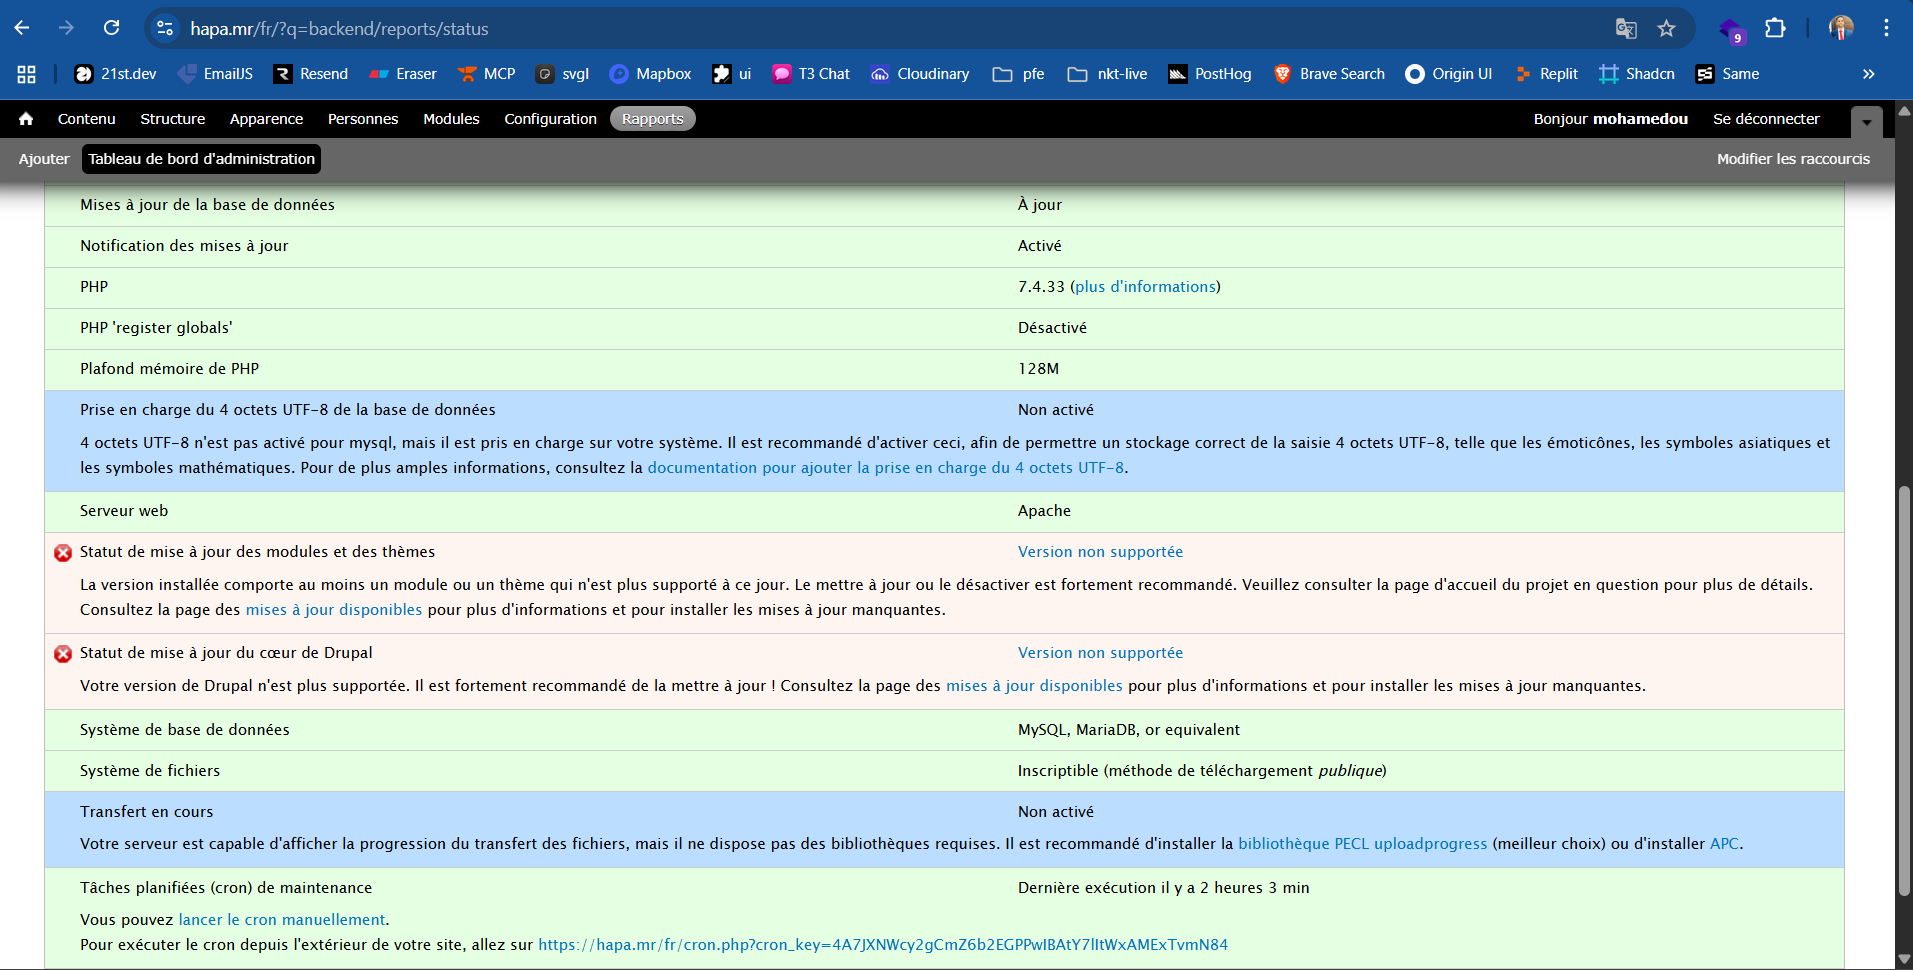 hapa.mr/fr/?q=backend/reports/status
9
21st.dev
EmailJS
Resend
Eraser
MCP
svgl
Mapbox
ui
T3 Chat
Cloudinary
pfe
nkt-live
PostHog
Brave Search
Origin UI
Replit
Shadcn
Same
Contenu
Structure
Apparence
Personnes
Modules
Configuration
Rapports
Bonjour mohamedou
Se déconnecter
Ajouter
Tableau de bord d'administration
Modifier les raccourcis
Mises à jour de la base de données
À jour
Notification des mises à jour
Activé
PHP
7.4.33 (plus d'informations)
PHP 'register globals'
Désactivé
Plafond mémoire de PHP
128M
Prise en charge du 4 octets UTF-8 de la base de données
Non activé
4 octets UTF-8 n'est pas activé pour mysql, mais il est pris en charge sur votre système. Il est recommandé d'activer ceci, afin de permettre un stockage correct de la saisie 4 octets UTF-8, telle que les émoticônes, les symboles asiatiques et
les symboles mathématiques. Pour de plus amples informations, consultez la documentation pour ajouter la prise en charge du 4 octets UTF-8.
Serveur web
Apache
Statut de mise à jour des modules et des thèmes
Version non supportée
La version installée comporte au moins un module ou un thème qui n'est plus supporté à ce jour. Le mettre à jour ou le désactiver est fortement recommandé. Veuillez consulter la page d'accueil du projet en question pour plus de détails.
Consultez la page des mises à jour disponibles pour plus d'informations et pour installer les mises à jour manquantes.
Statut de mise à jour du cœur de Drupal
Version non supportée
Votre version de Drupal n'est plus supportée. Il est fortement recommandé de la mettre à jour ! Consultez la page des mises à jour disponibles pour plus d'informations et pour installer les mises à jour manquantes.
Système de base de données
MySQL, MariaDB, or equivalent
Système de fichiers
Inscriptible (méthode de téléchargement publique)
Transfert en cours
Non activé
Votre serveur est capable d'afficher la progression du transfert des fichiers, mais il ne dispose pas des bibliothèques requises. Il est recommandé d'installer la bibliothèque PECL uploadprogress (meilleur choix) ou d'installer APC.
Tâches planifiées (cron) de maintenance
Dernière exécution il y a 2 heures 3 min
Vous pouvez lancer le cron manuellement.
Pour exécuter le cron depuis l'extérieur de votre site, allez sur https://hapa.mr/fr/cron.php?cron_key=4A7JXNWcy2gCmZ6b2EGPPwIBAtY7lItWxAMExTvmN84